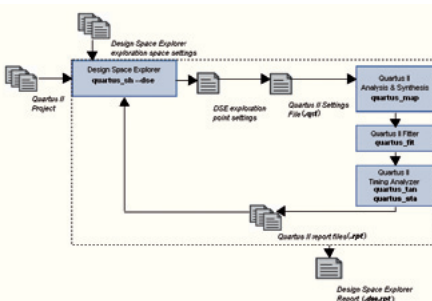 Design Space Explorer
exploration space settings
Design Space Explorer
quartus_sh --dse
Quartus II
Project
DSE exploration
point settings
Quartus II Settings
File(.qsf)
Quartus II
Analysis & Synthesis
quartus_map
Quartus II Fitter
quartus_fit
Quartus II
Timing Analyzer
quartus_tan
quartus_sta
Quartus II report files(.rpt)
Design Space Explorer
Report (.dse.rpt)